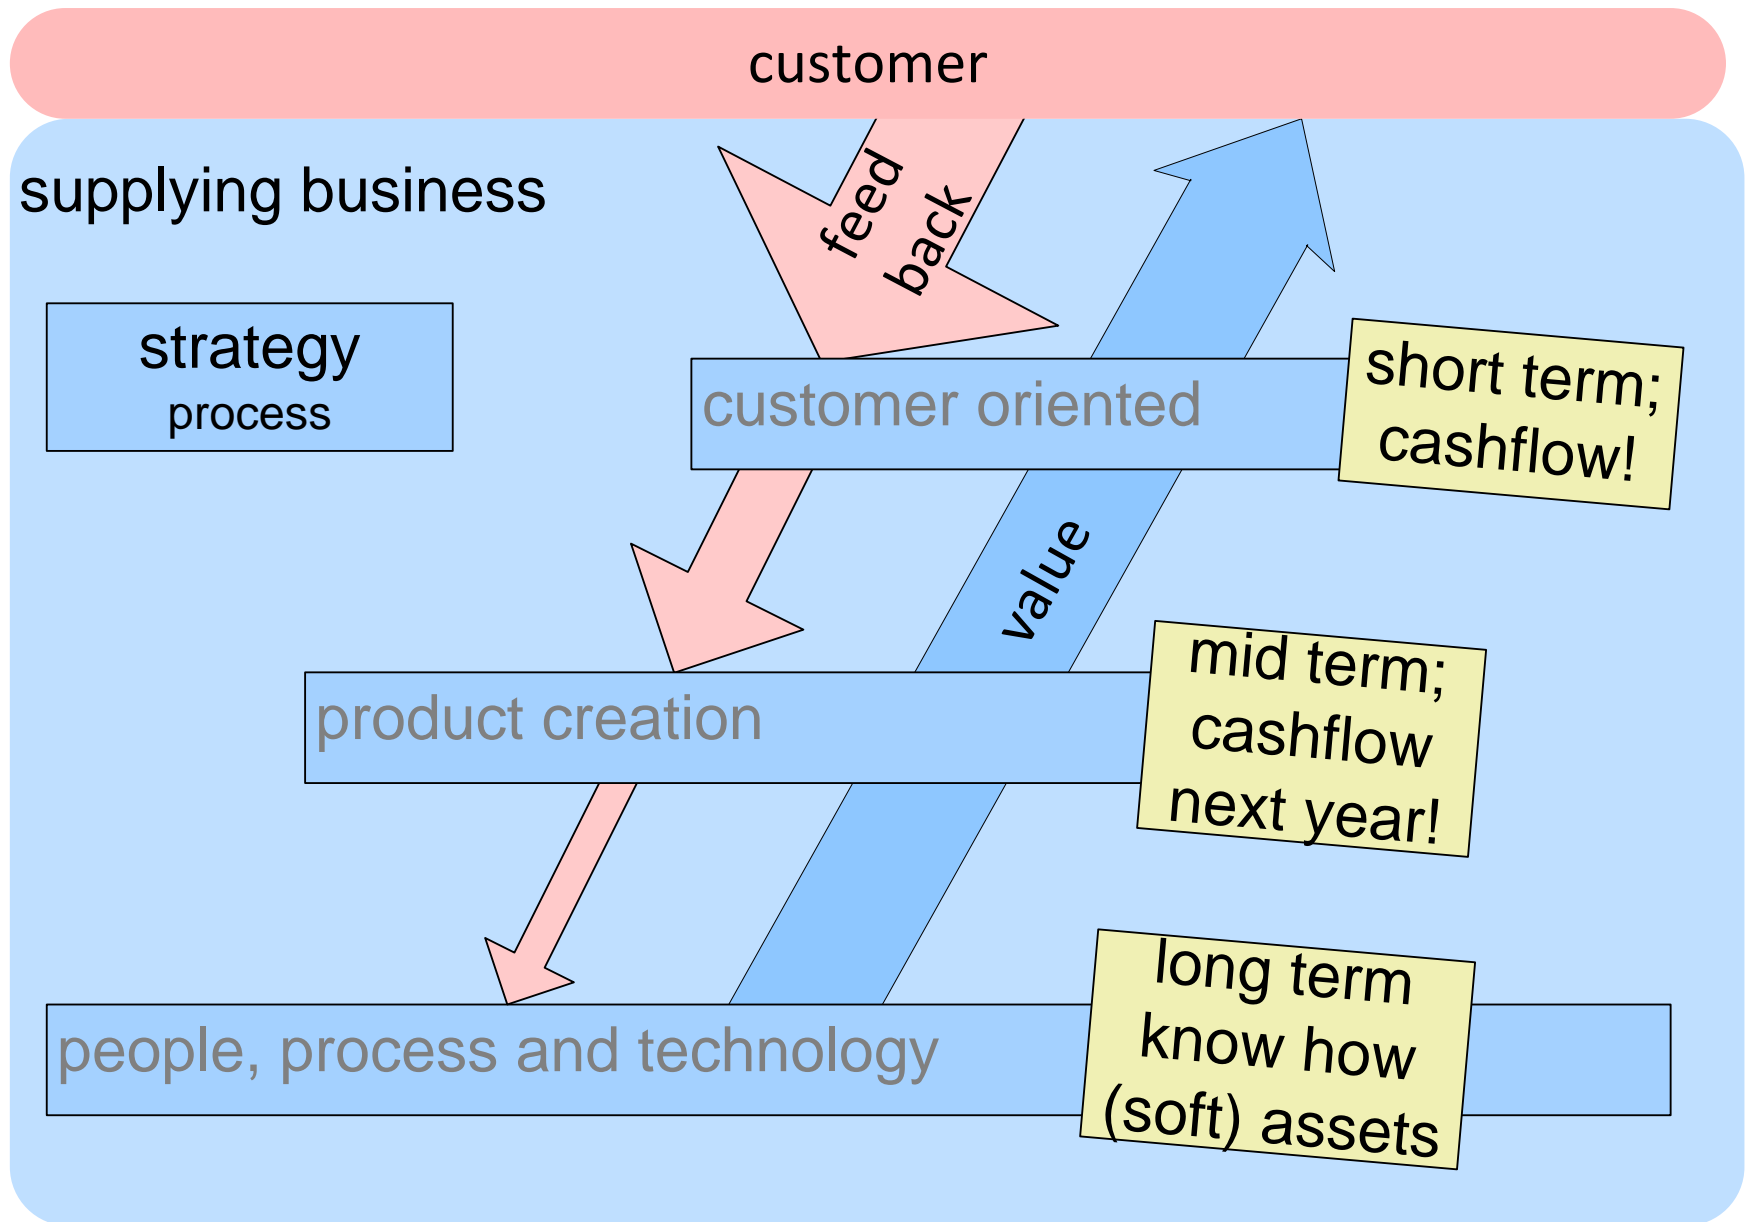 customer
supplying business
feed
back
strategy
process
customer oriented
short term;
cashflow!
value
product creation
mid term;
cashflow
next year!
people, process and technology
long term
know how
(soft) assets